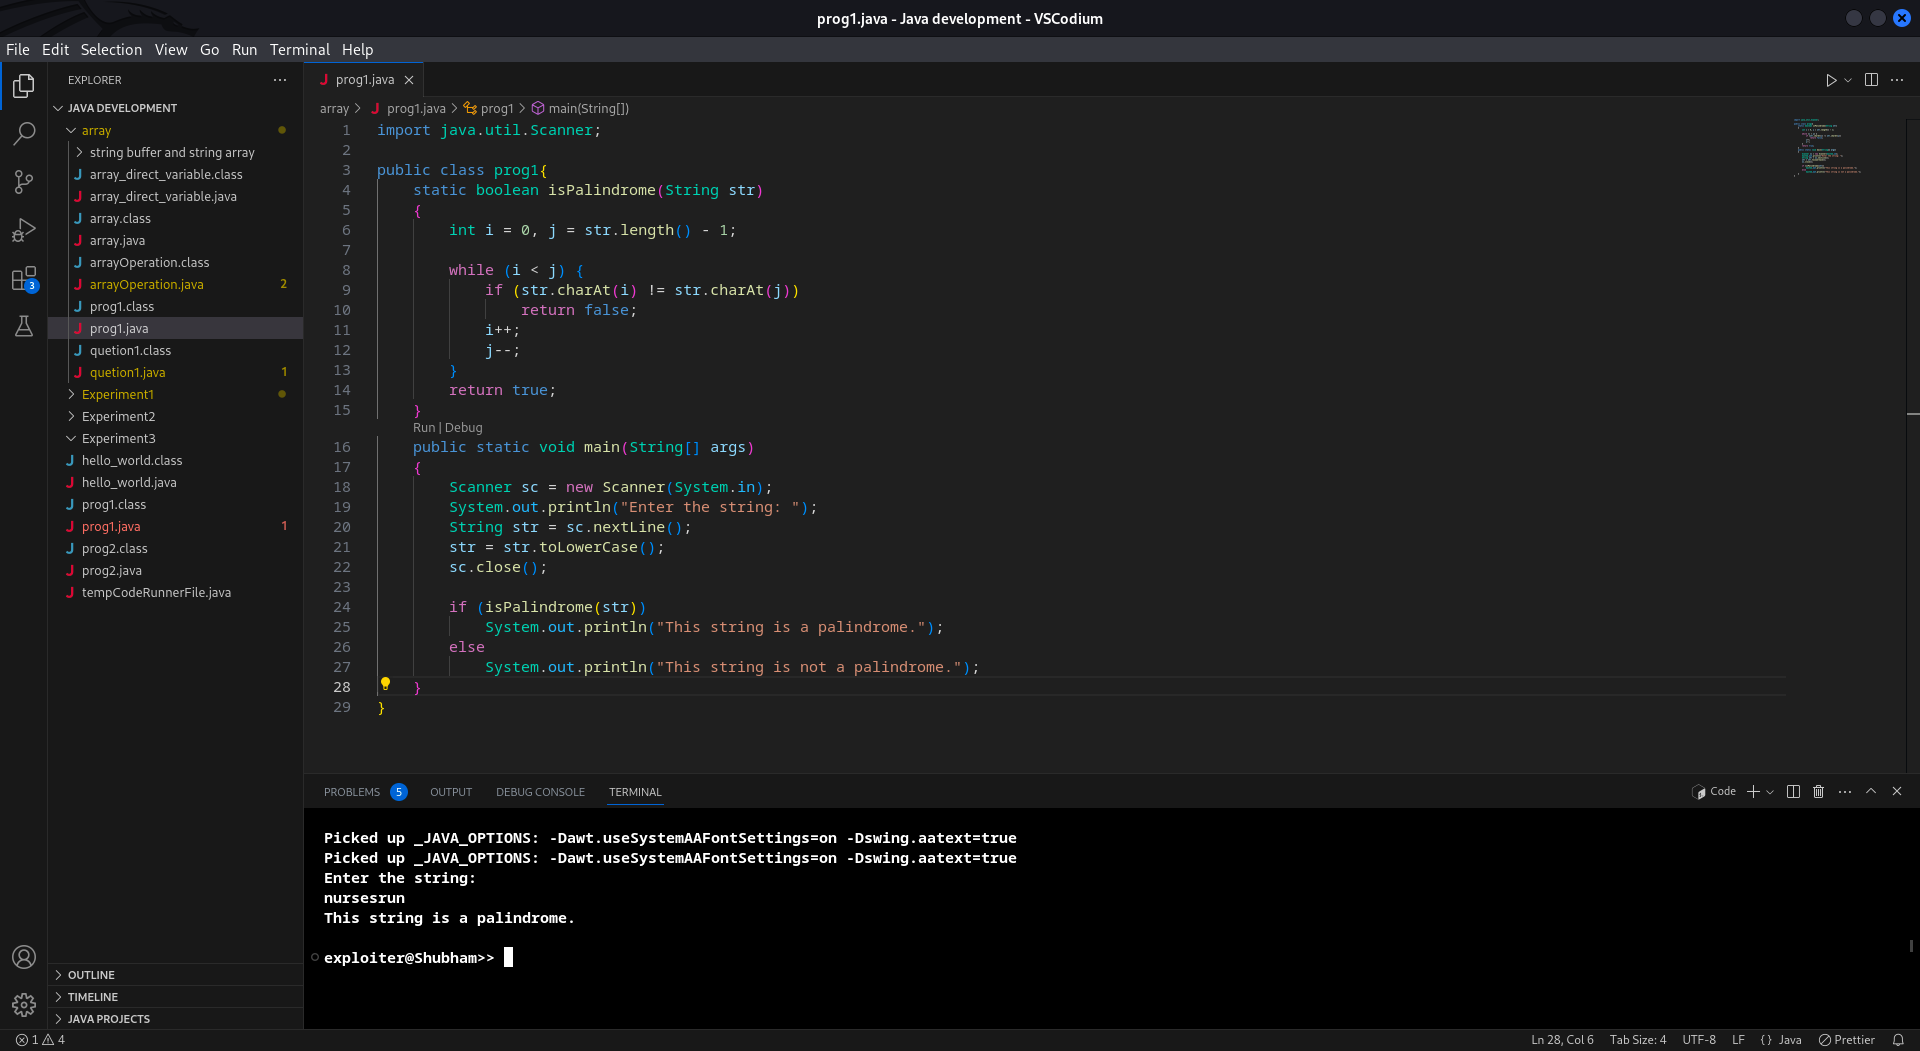 prog1.java - Java development - VSCodium
File Edit Selection View Go Run Terminal Help
EXPLORER
JAVA DEVELOPMENT
array
string buffer and string array
array_direct_variable.class
array_direct_variable.java
array.class
array.java
arrayOperation.class
arrayOperation.java 2
prog1.class
prog1.java
quetion1.class
quetion1.java 1
Experiment1
Experiment2
Experiment3
hello_world.class
hello_world.java
prog1.class
prog1.java 1
prog2.class
prog2.java
tempCodeRunnerFile.java
OUTLINE
TIMELINE
JAVA PROJECTS
3
prog1.java
array > prog1.java > prog1 > main(String[])
1 import java.util.Scanner;
2
3 public class prog1{
4 static boolean isPalindrome(String str)
5 {
6 int i = 0, j = str.length() - 1;
7
8 while (i < j) {
9 if (str.charAt(i) != str.charAt(j))
10 return false;
11 i++;
12 j--;
13 }
14 return true;
15 }
Run | Debug
16 public static void main(String[] args)
17 {
18 Scanner sc = new Scanner(System.in);
19 System.out.println("Enter the string: ");
20 String str = sc.nextLine();
21 str = str.toLowerCase();
22 sc.close();
23
24 if (isPalindrome(str))
25 System.out.println("This string is a palindrome.");
26 else
27 System.out.println("This string is not a palindrome.");
28 }
29 }
PROBLEMS 5 OUTPUT DEBUG CONSOLE TERMINAL Code
Picked up _JAVA_OPTIONS: -Dawt.useSystemAAFontSettings=on -Dswing.aatext=true
Picked up _JAVA_OPTIONS: -Dawt.useSystemAAFontSettings=on -Dswing.aatext=true
Enter the string:
nursesrun
This string is a palindrome.
exploiter@Shubham>>
1 4 Ln 28, Col 6 Tab Size: 4 UTF-8 LF {} Java Prettier